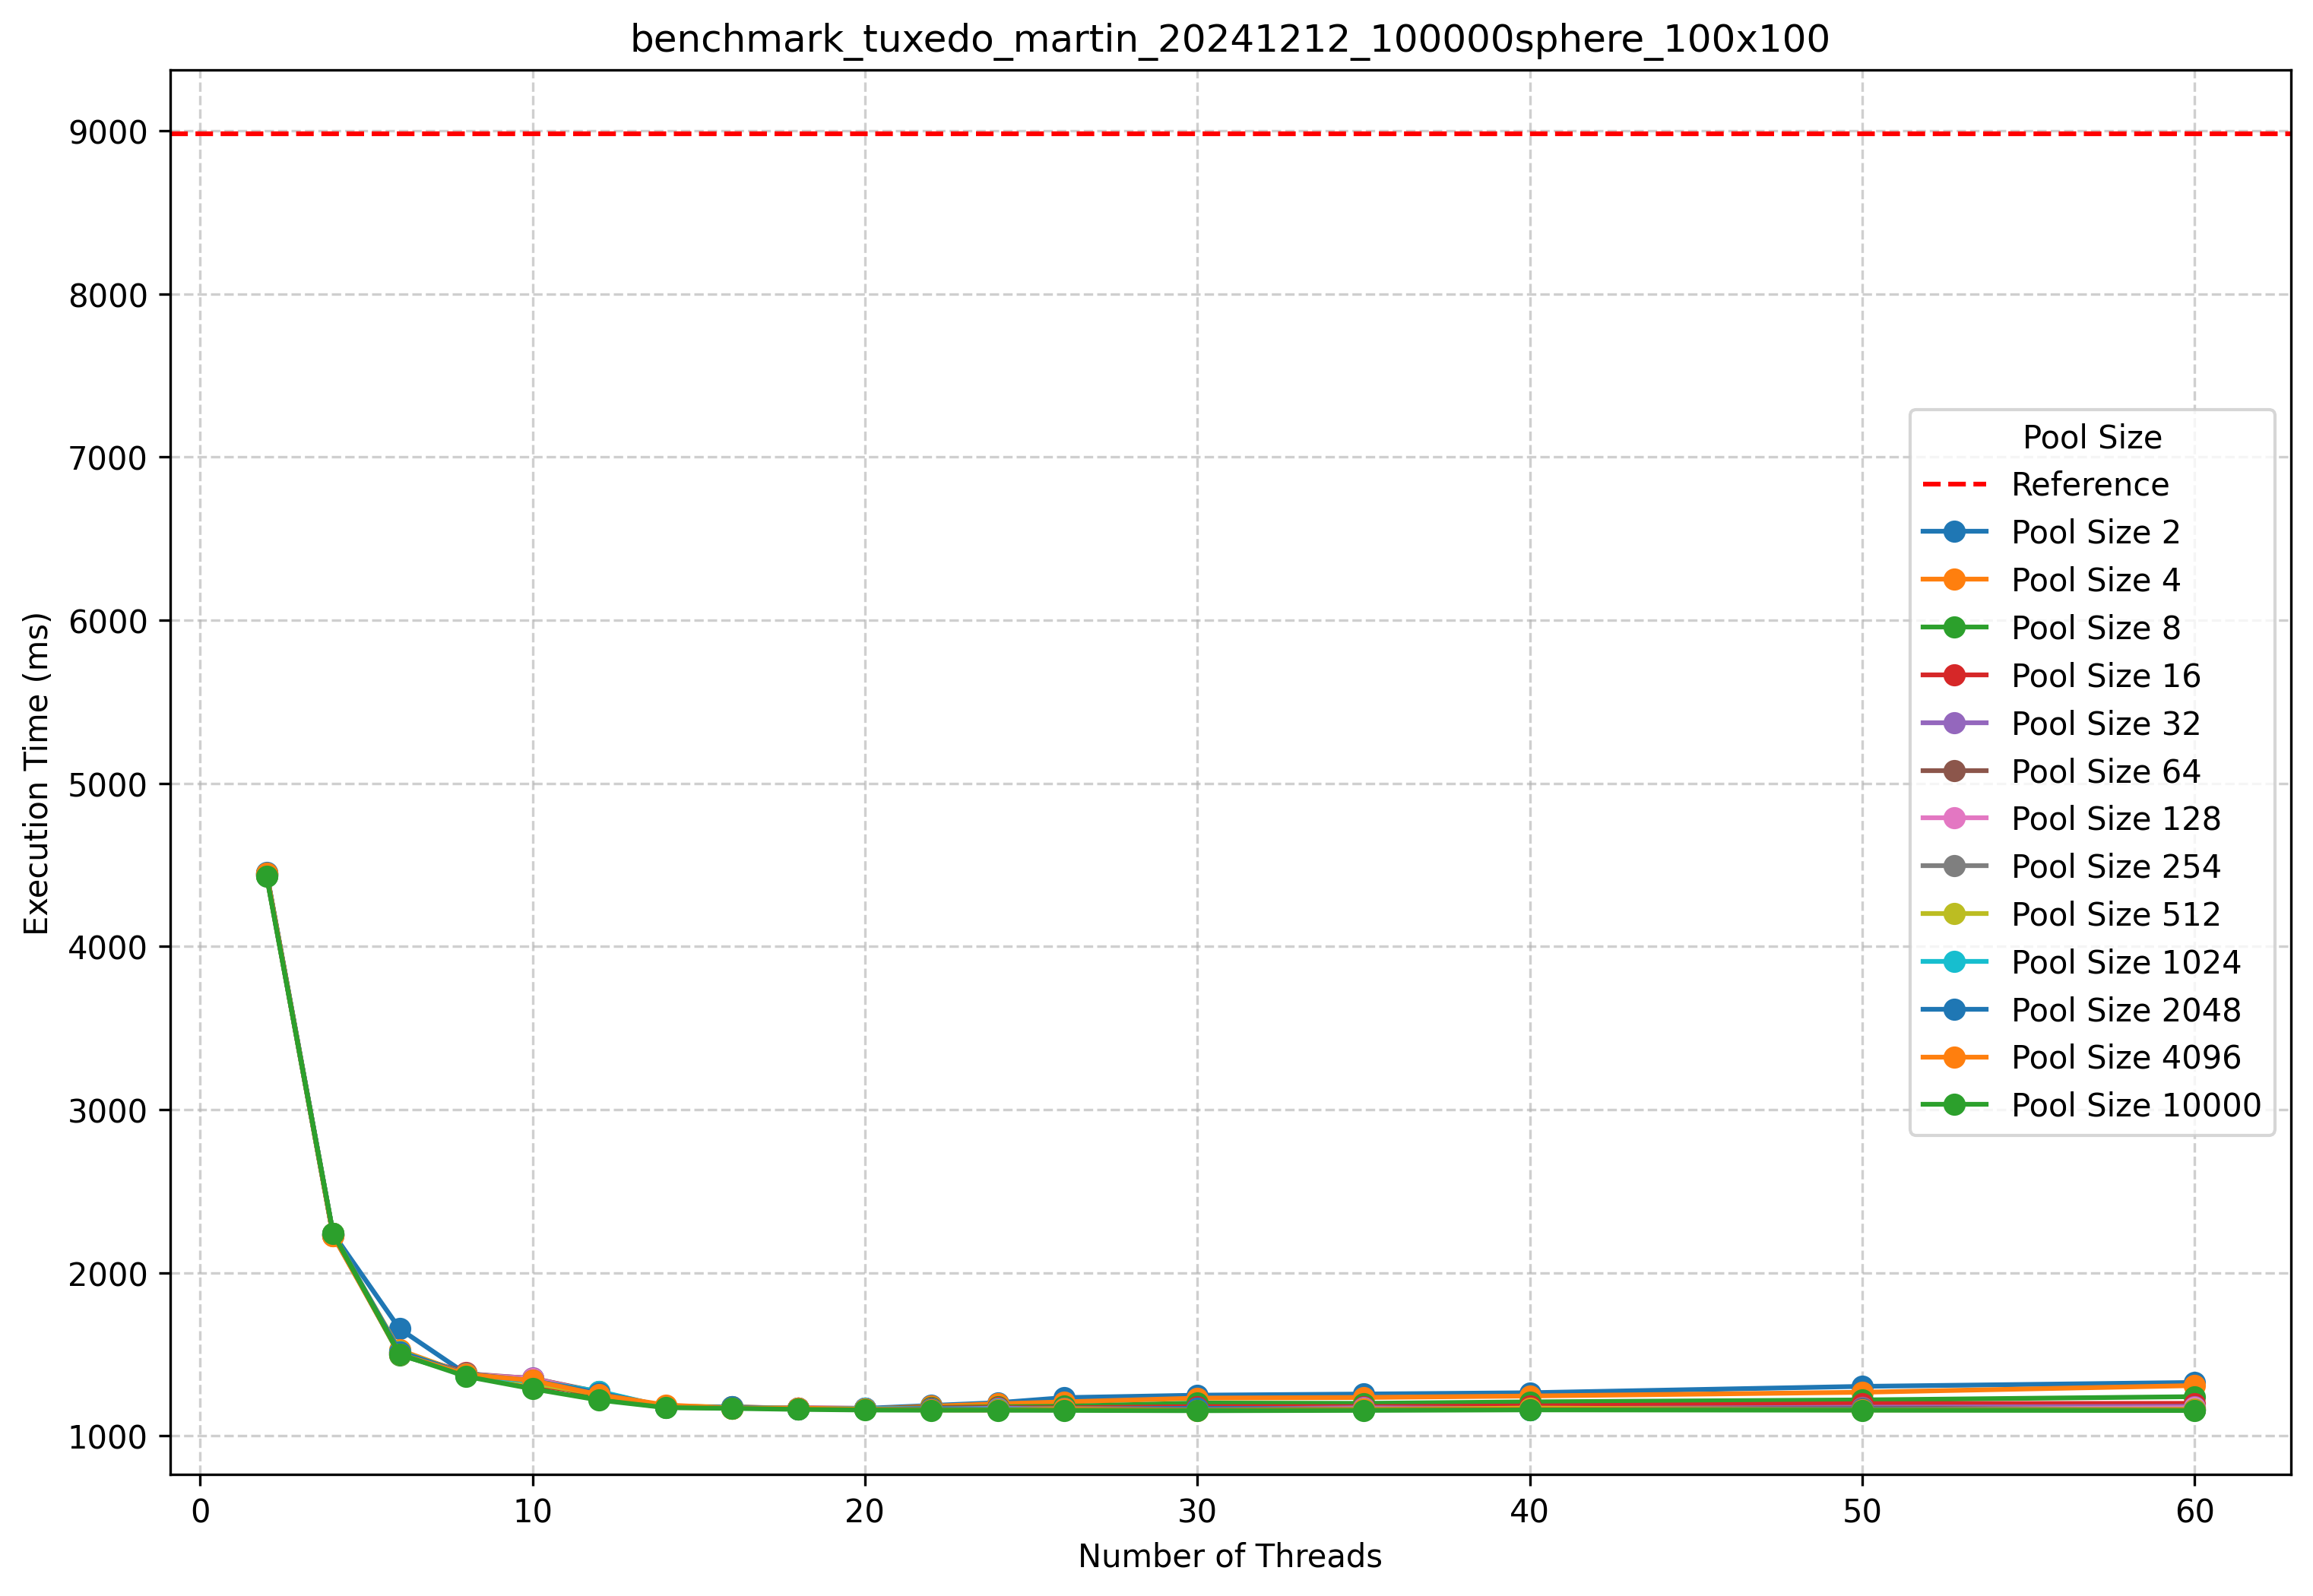 benchmark_tuxedo_martin_20241212_100000sphere_100x100
9000
8000
7000
6000
5000
4000
3000
2000
1000
Execution Time (ms)
Pool Size
Reference
Pool Size 2
Pool Size 4
Pool Size 8
Pool Size 16
Pool Size 32
Pool Size 64
Pool Size 128
Pool Size 254
Pool Size 512
Pool Size 1024
Pool Size 2048
Pool Size 4096
Pool Size 10000
0 10 20 30 40 50 60
Number of Threads